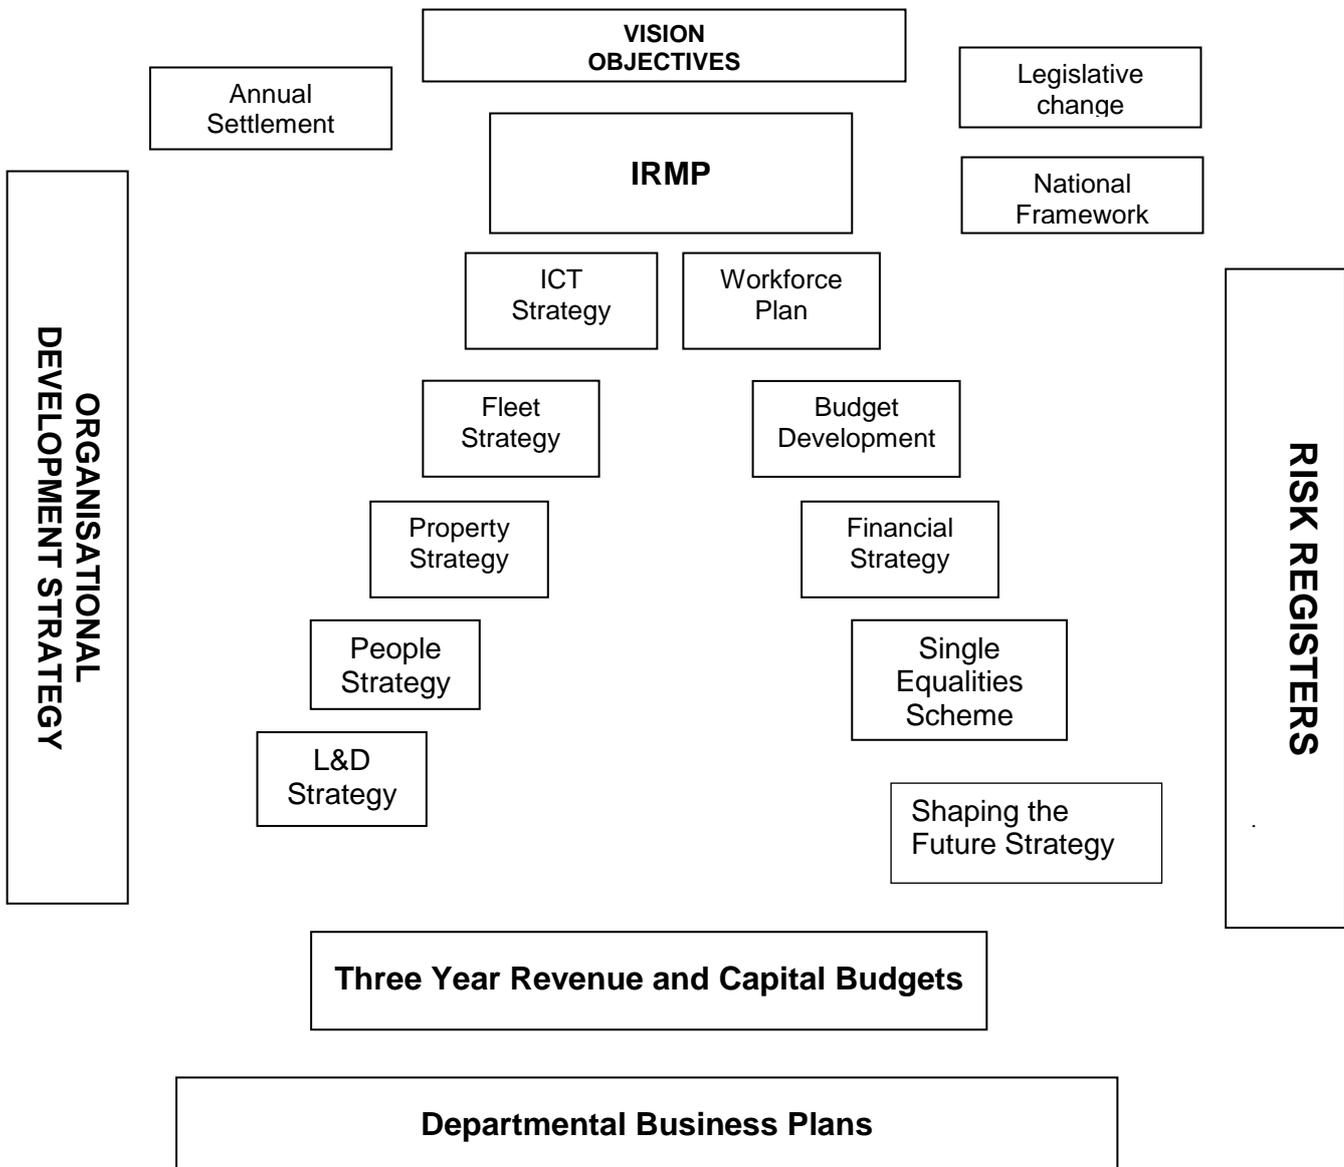 VISION
OBJECTIVES
Annual
Settlement
Legislative
change
IRMP
National
Framework
ORGANISATIONAL
DEVELOPMENT STRATEGY
ICT
Strategy
Workforce
Plan
Fleet
Strategy
Budget
Development
Property
Strategy
Financial
Strategy
People
Strategy
Single
Equalities
Scheme
L&D
Strategy
Shaping the
Future Strategy
RISK REGISTERS
.
Three Year Revenue and Capital Budgets
Departmental Business Plans